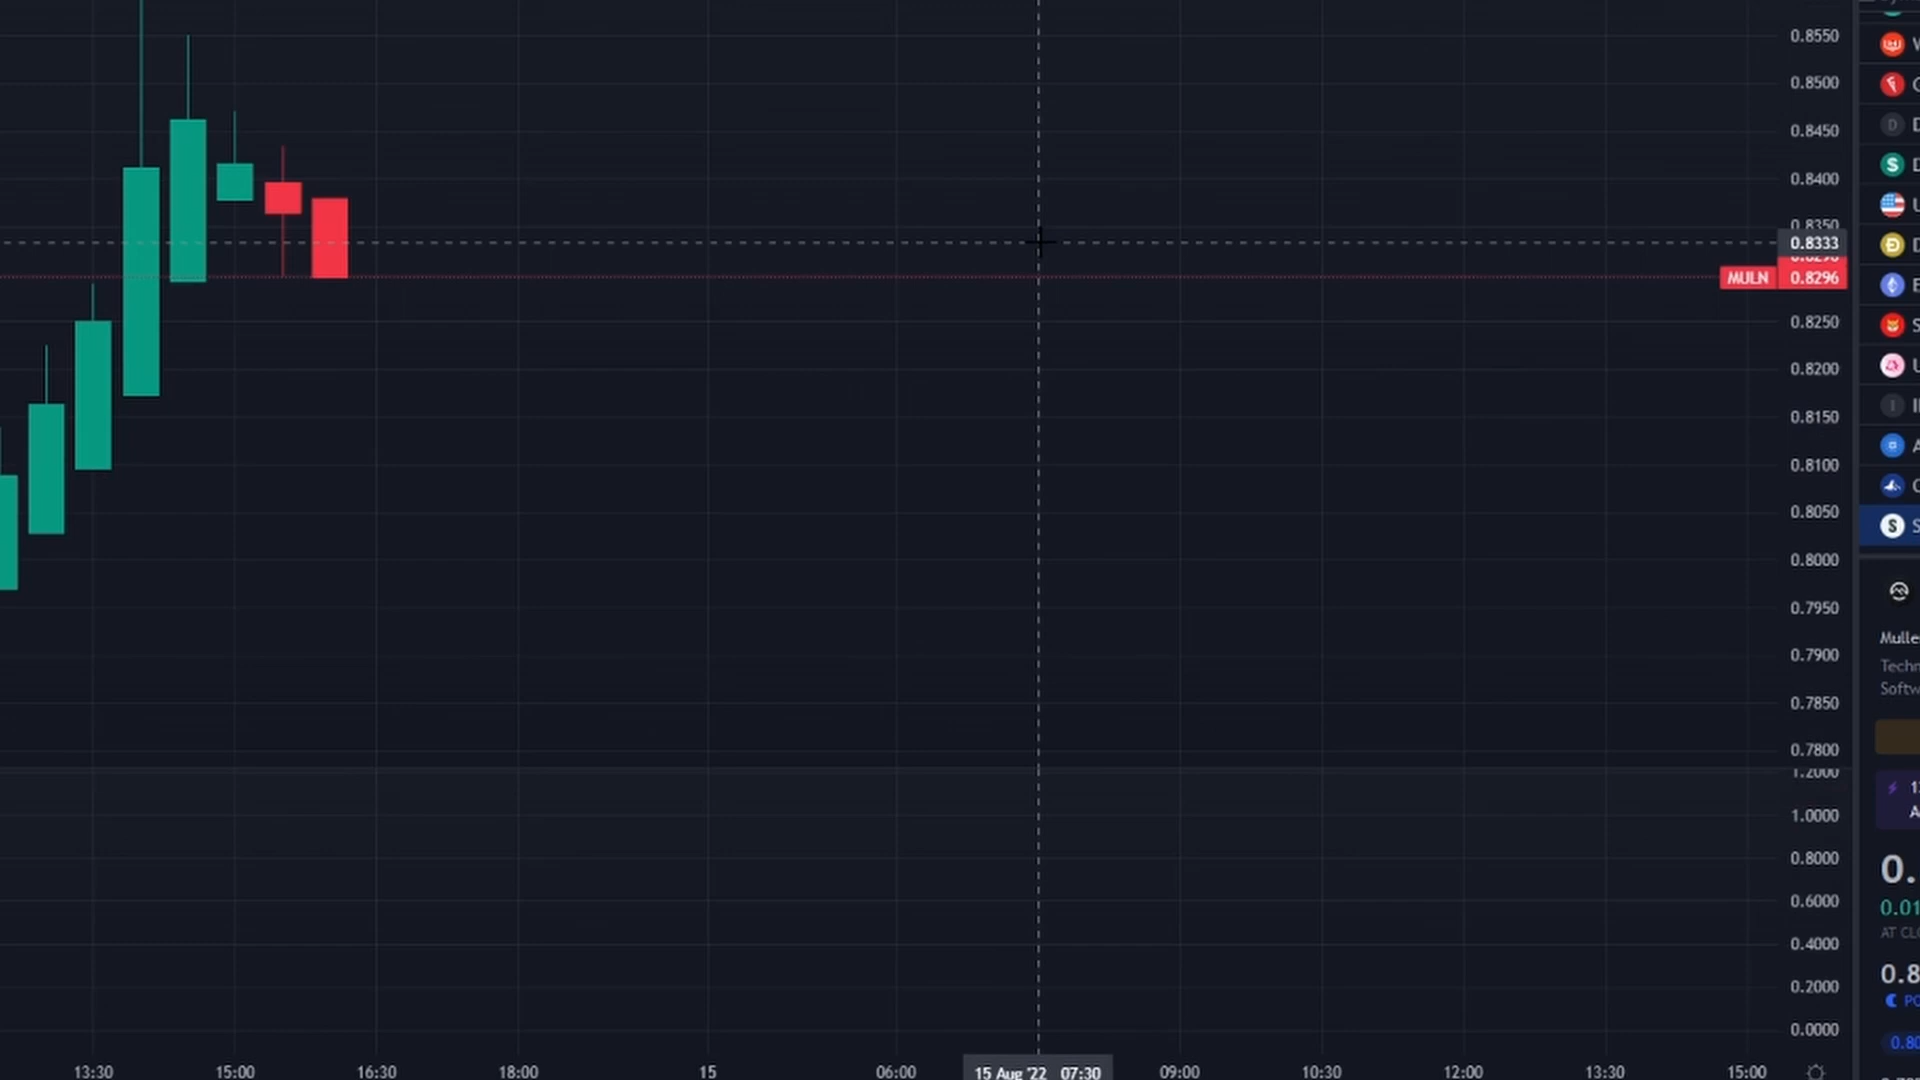 0.8550
0.8500
0.8450
0.8400
0.8350
0.8333
MULN 0.8296
0.8250
0.8200
0.8150
0.8100
0.8050
0.8000
0.7950
0.7900
0.7850
0.7800
1.2000
1.0000
0.8000
0.6000
0.4000
0.2000
0.0000
13:30 15:00 16:30 18:00 15 06:00 15 Aug '22 07:30 09:00 10:30 12:00 13:30 15:00
D
S
S
Mulle
Techn
Softw
0.
0.01
AT CLO
0.8
PO
0.80